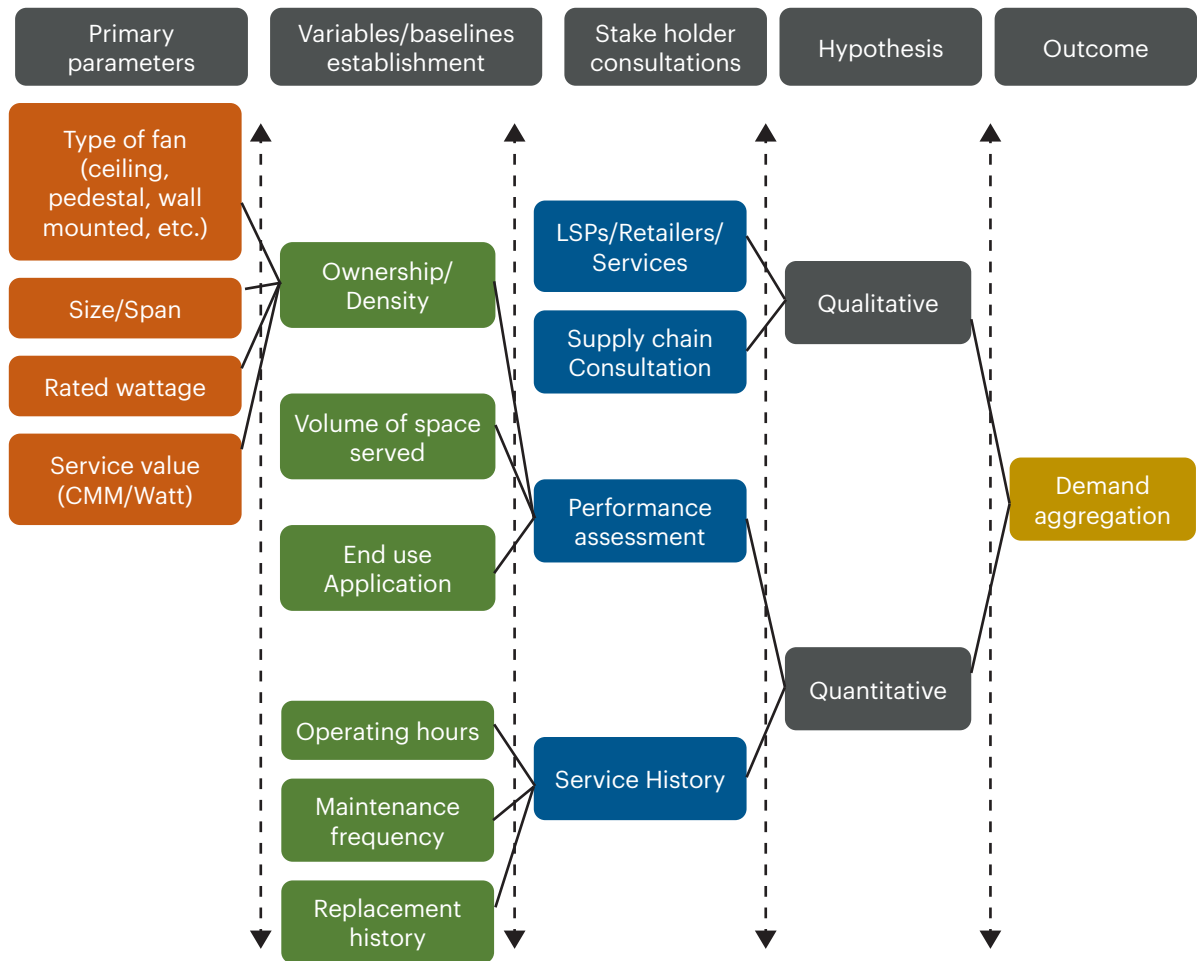 Primary
parameters
Variables/baselines
establishment
Stake holder
consultations
Hypothesis
Outcome
Type of fan
(ceiling,
pedestal, wall
mounted, etc.)
Size/Span
Rated wattage
Service value
(CMM/Watt)
Ownership/
Density
Volume of space
served
End use
Application
Operating hours
Maintenance
frequency
Replacement
history
LSPs/Retailers/
Services
Supply chain
Consultation
Performance
assessment
Service History
Qualitative
Quantitative
Demand
aggregation